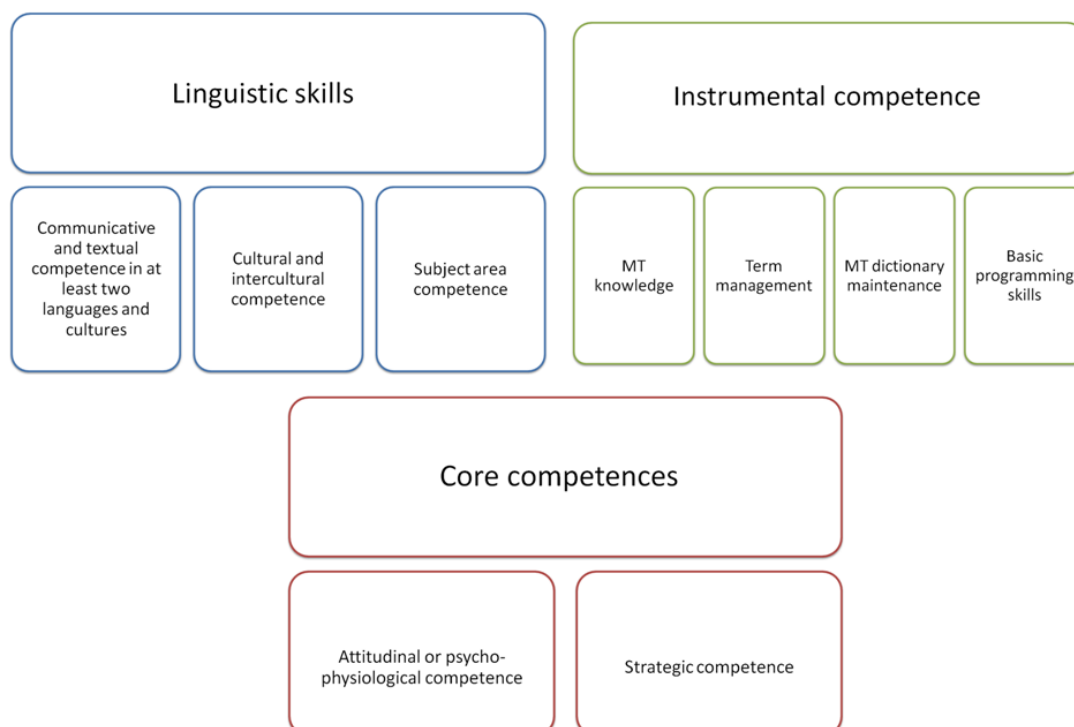 Linguistic skills
Instrumental competence
Communicative
and textual
competence in at
least two
languages and
cultures
Cultural and
intercultural
competence
Subject area
competence
MT
knowledge
Term
management
MT dictionary
maintenance
Basic
programming
skills
Core competences
Attitudinal or psycho-
physiological competence
Strategic competence